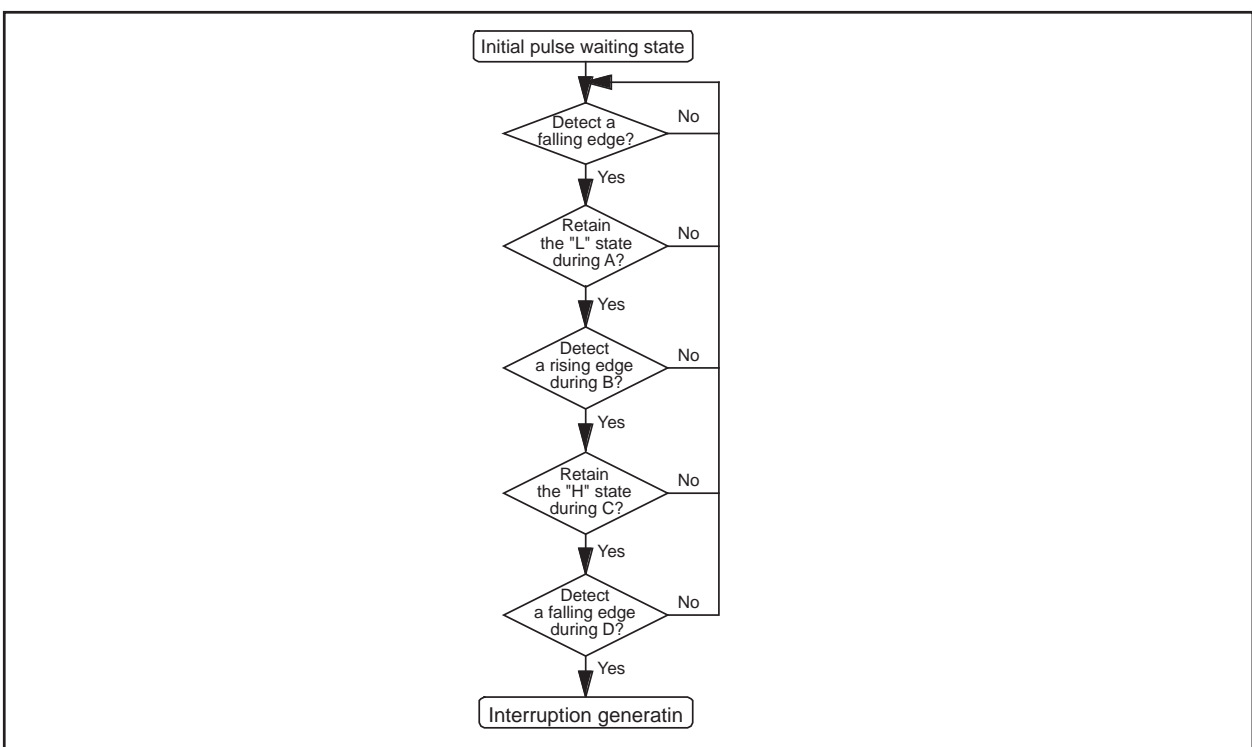 Initial pulse waiting state
Detect a
falling edge?
No
Yes
Retain
the "L" state
during A?
No
Yes
Detect
a rising edge
during B?
No
Yes
Retain
the "H" state
during C?
No
Yes
Detect
a falling edge
during D?
No
Yes
Interruption generatin